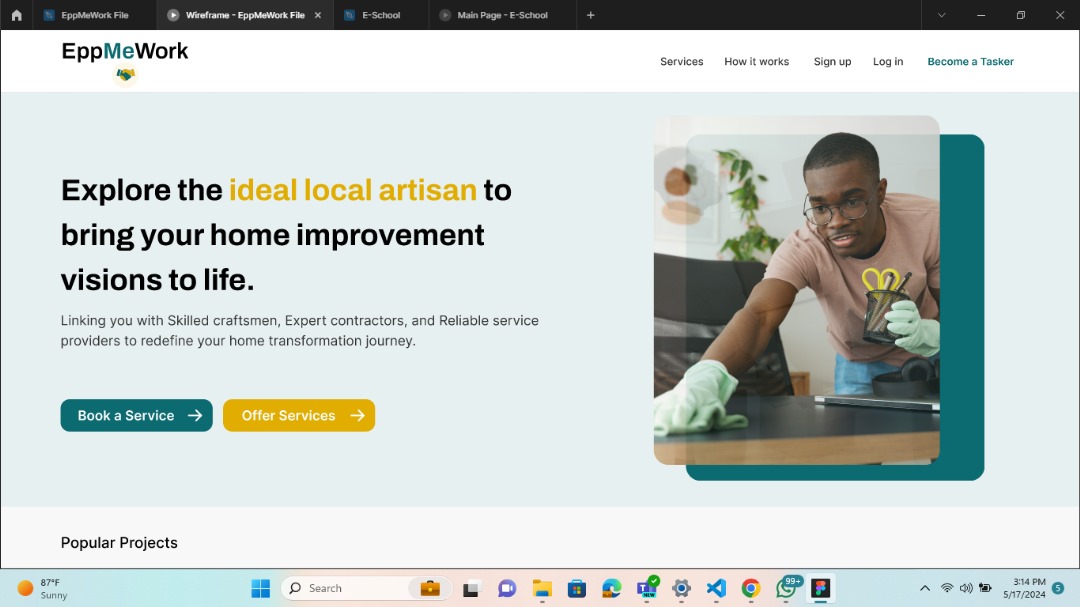 EppMeWork File
Wireframe - EppMeWork File
E-School
Main Page - E-School
EppMeWork
Services
How it works
Sign up
Log in
Become a Tasker
Explore the ideal local artisan to
bring your home improvement
visions to life.
Linking you with Skilled craftsmen, Expert contractors, and Reliable service
providers to redefine your home transformation journey.
Book a Service
Offer Services
Popular Projects
87°F
Sunny
Search
NEW
99+
3:14 PM
5/17/2024
5